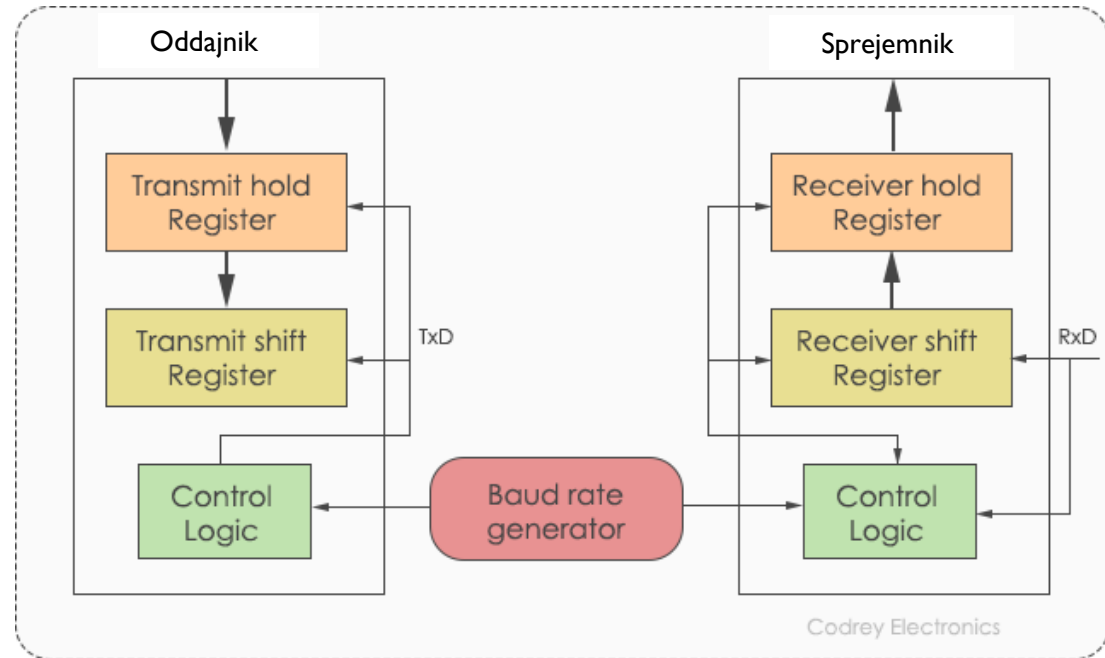 Oddajnik
Transmit hold
Register
Transmit shift
Register
TxD
Control
Logic
Baud rate
generator
Sprejemnik
Receiver hold
Register
Receiver shift
Register
RxD
Control
Logic
Codrey Electronics